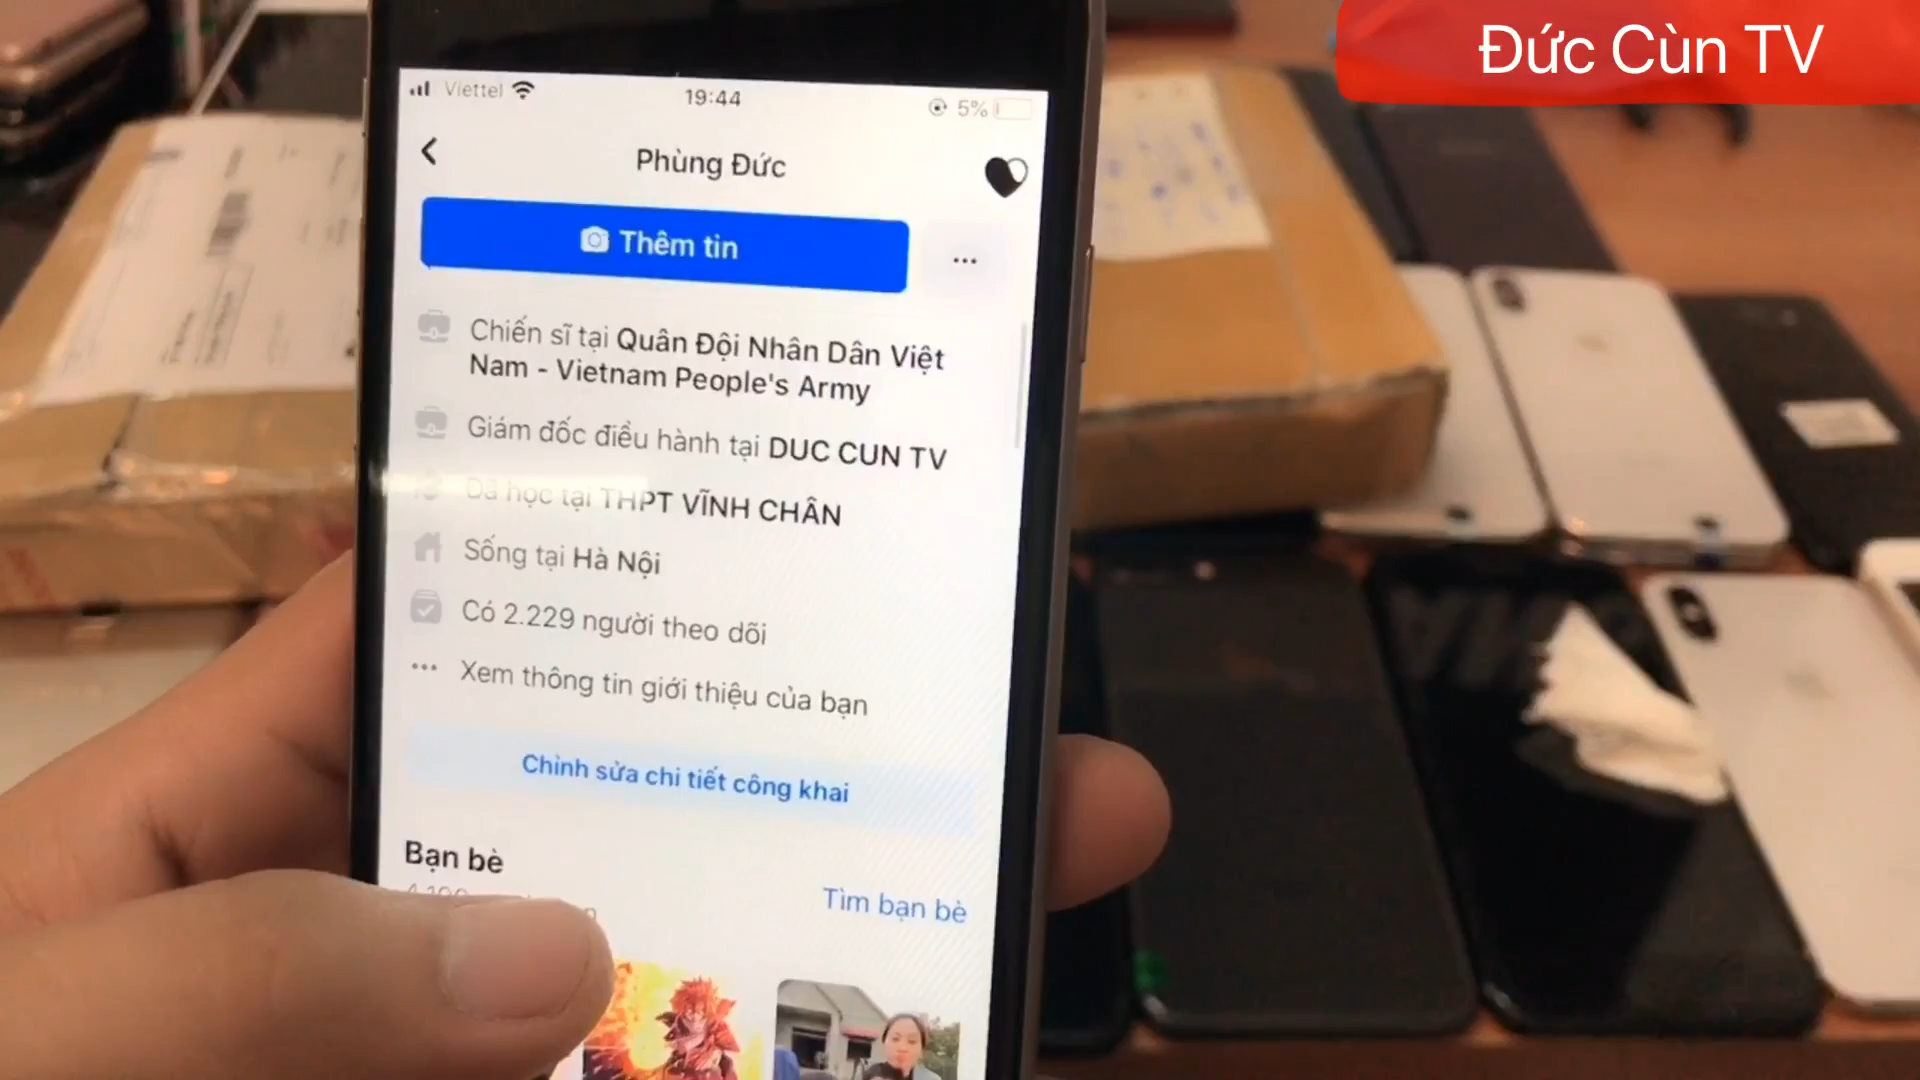 Đức Cùn TV
Viettel
19:44
5%
Phùng Đức
Thêm tin
Chiến sĩ tại Quân Đội Nhân Dân Việt
Nam - Vietnam People's Army
Giám đốc điều hành tại DUC CUN TV
Đã học tại THPT VĨNH CHÂN
Sống tại Hà Nội
Có 2.229 người theo dõi
Xem thông tin giới thiệu của bạn
Chỉnh sửa chi tiết công khai
Bạn bè
Tìm bạn bè